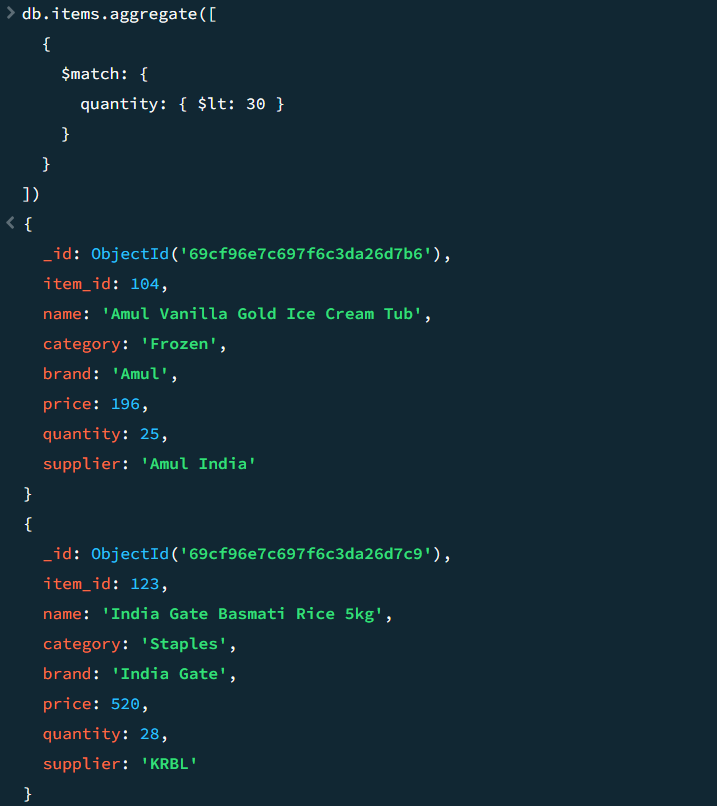 > db.items.aggregate([
{
$match: {
quantity: { $lt: 30 }
}
}
])
< {
_id: ObjectId('69cf96e7c697f6c3da26d7b6'),
item_id: 104,
name: 'Amul Vanilla Gold Ice Cream Tub',
category: 'Frozen',
brand: 'Amul',
price: 196,
quantity: 25,
supplier: 'Amul India'
}
{
_id: ObjectId('69cf96e7c697f6c3da26d7c9'),
item_id: 123,
name: 'India Gate Basmati Rice 5kg',
category: 'Staples',
brand: 'India Gate',
price: 520,
quantity: 28,
supplier: 'KRBL'
}